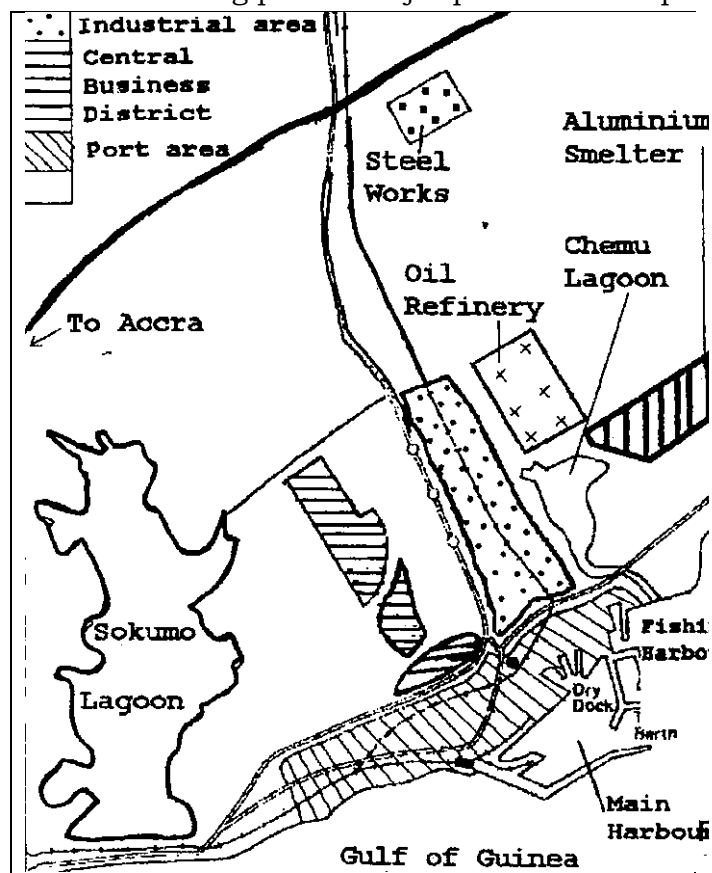 Industrial area
Central
Business
District
Port area
Steel
Works
Aluminium
Smelter
Chemu
Lagoon
Oil
Refinery
To Accra
Sokumo
Lagoon
Dry
Dock
Main
Gulf of Guinea